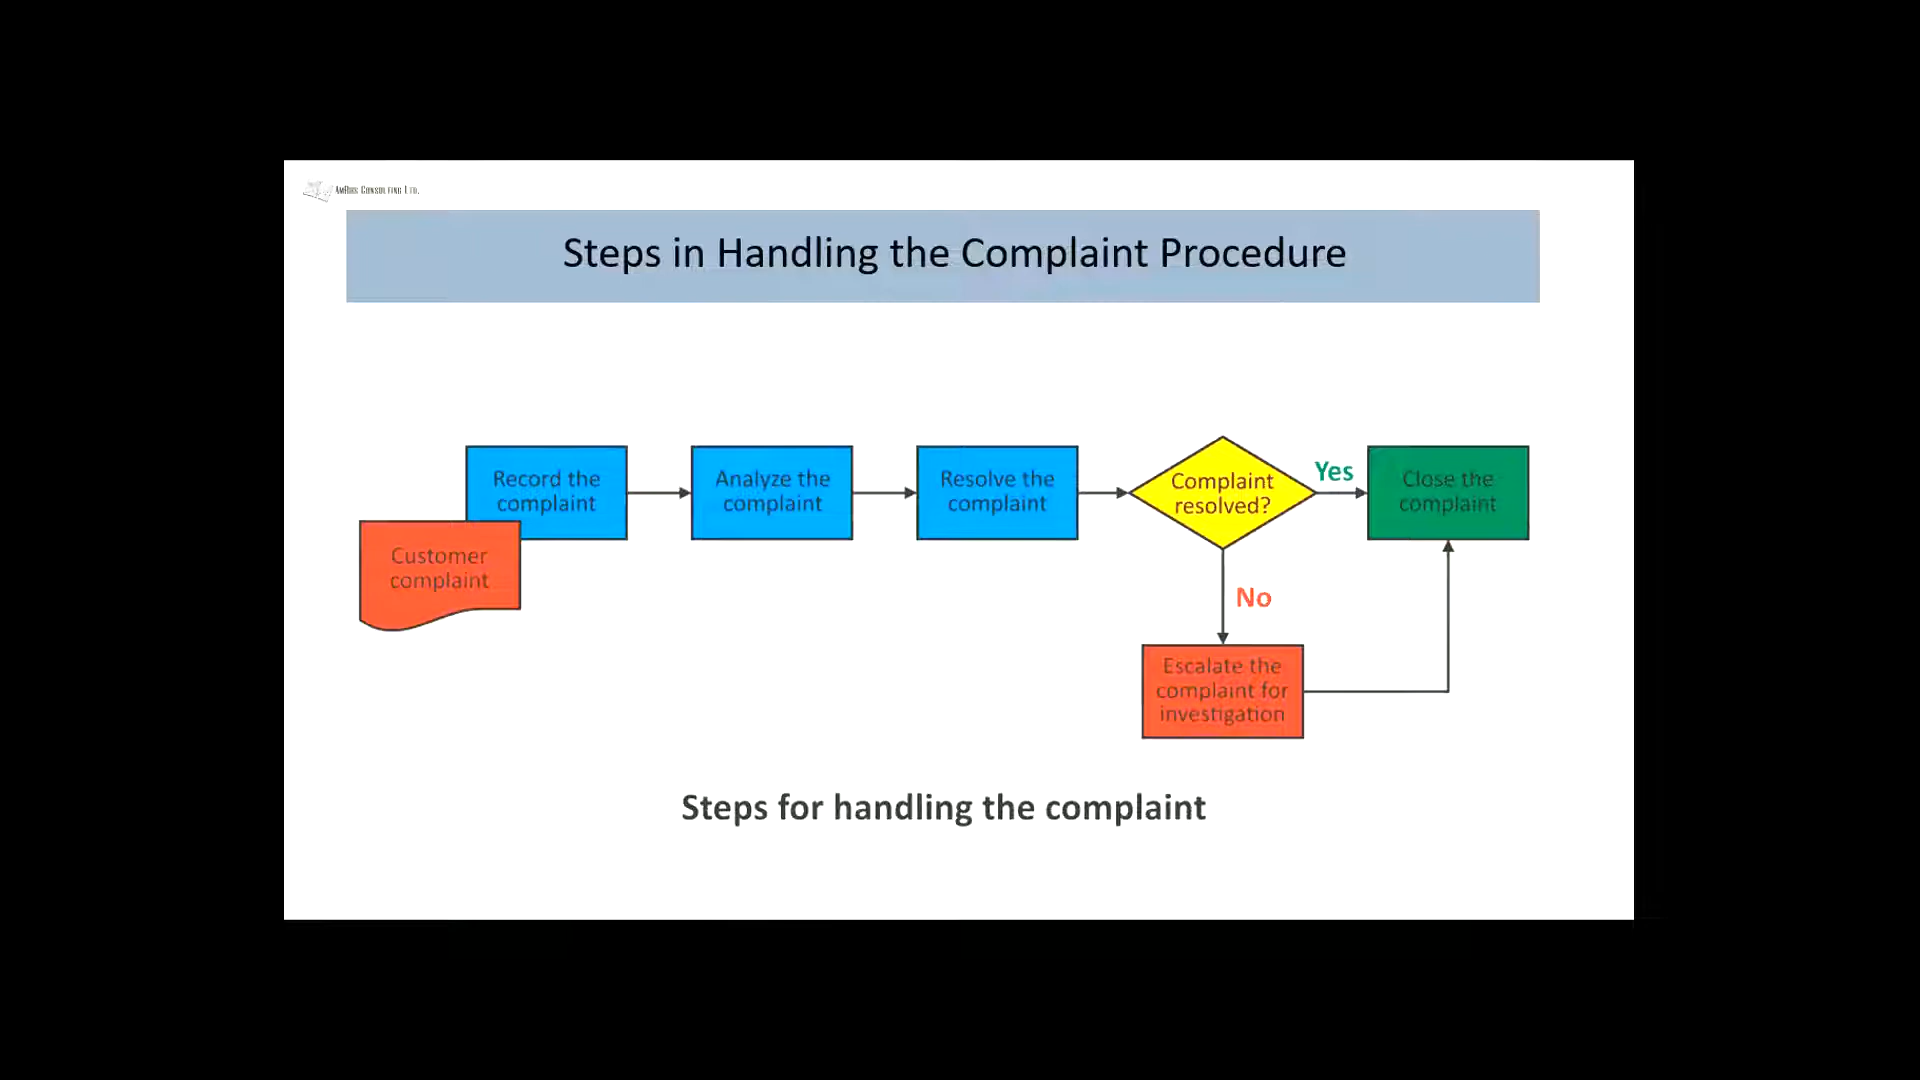 Steps in Handling the Complaint Procedure
Record the
complaint
Analyze the
complaint
Resolve the
complaint
Complaint
resolved?
Yes
Close the
complaint
Customer
complaint
No
Escalate the
complaint for
investigation
Steps for handling the complaint